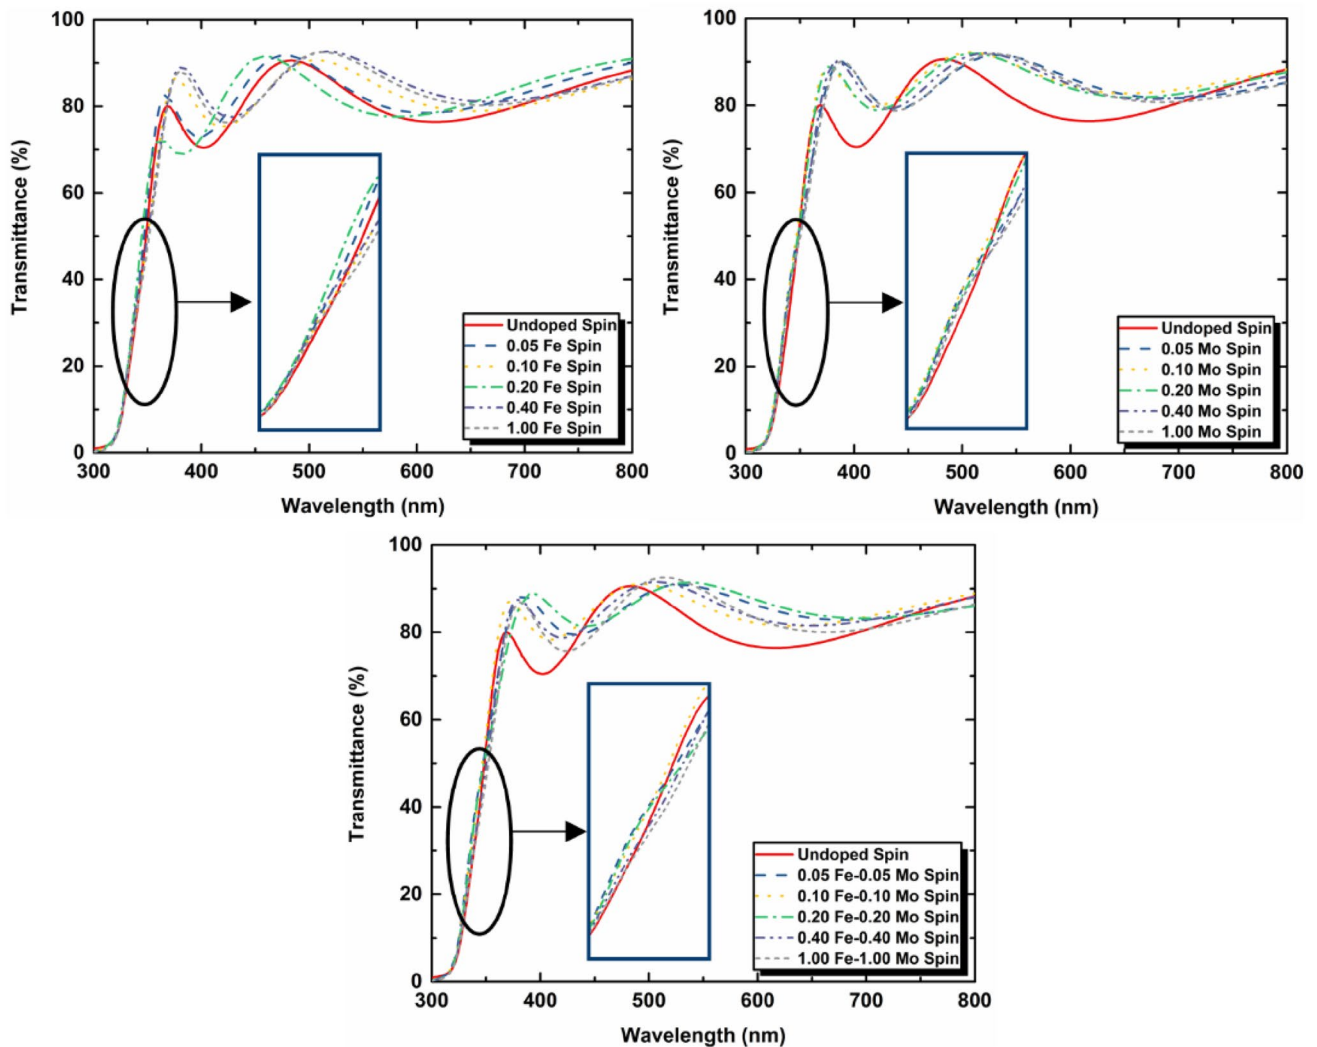 100
80
60
40
20
0
Transmittance (%)
300 400 500 600 700 800
Wavelength (nm)
Undoped Spin
0.05 Fe Spin
0.10 Fe Spin
0.20 Fe Spin
0.40 Fe Spin
1.00 Fe Spin
100
80
60
40
20
0
Transmittance (%)
300 400 500 600 700 800
Wavelength (nm)
Undoped Spin
0.05 Mo Spin
0.10 Mo Spin
0.20 Mo Spin
0.40 Mo Spin
1.00 Mo Spin
100
80
60
40
20
0
Transmittance (%)
300 400 500 600 700 800
Wavelength (nm)
Undoped Spin
0.05 Fe-0.05 Mo Spin
0.10 Fe-0.10 Mo Spin
0.20 Fe-0.20 Mo Spin
0.40 Fe-0.40 Mo Spin
1.00 Fe-1.00 Mo Spin